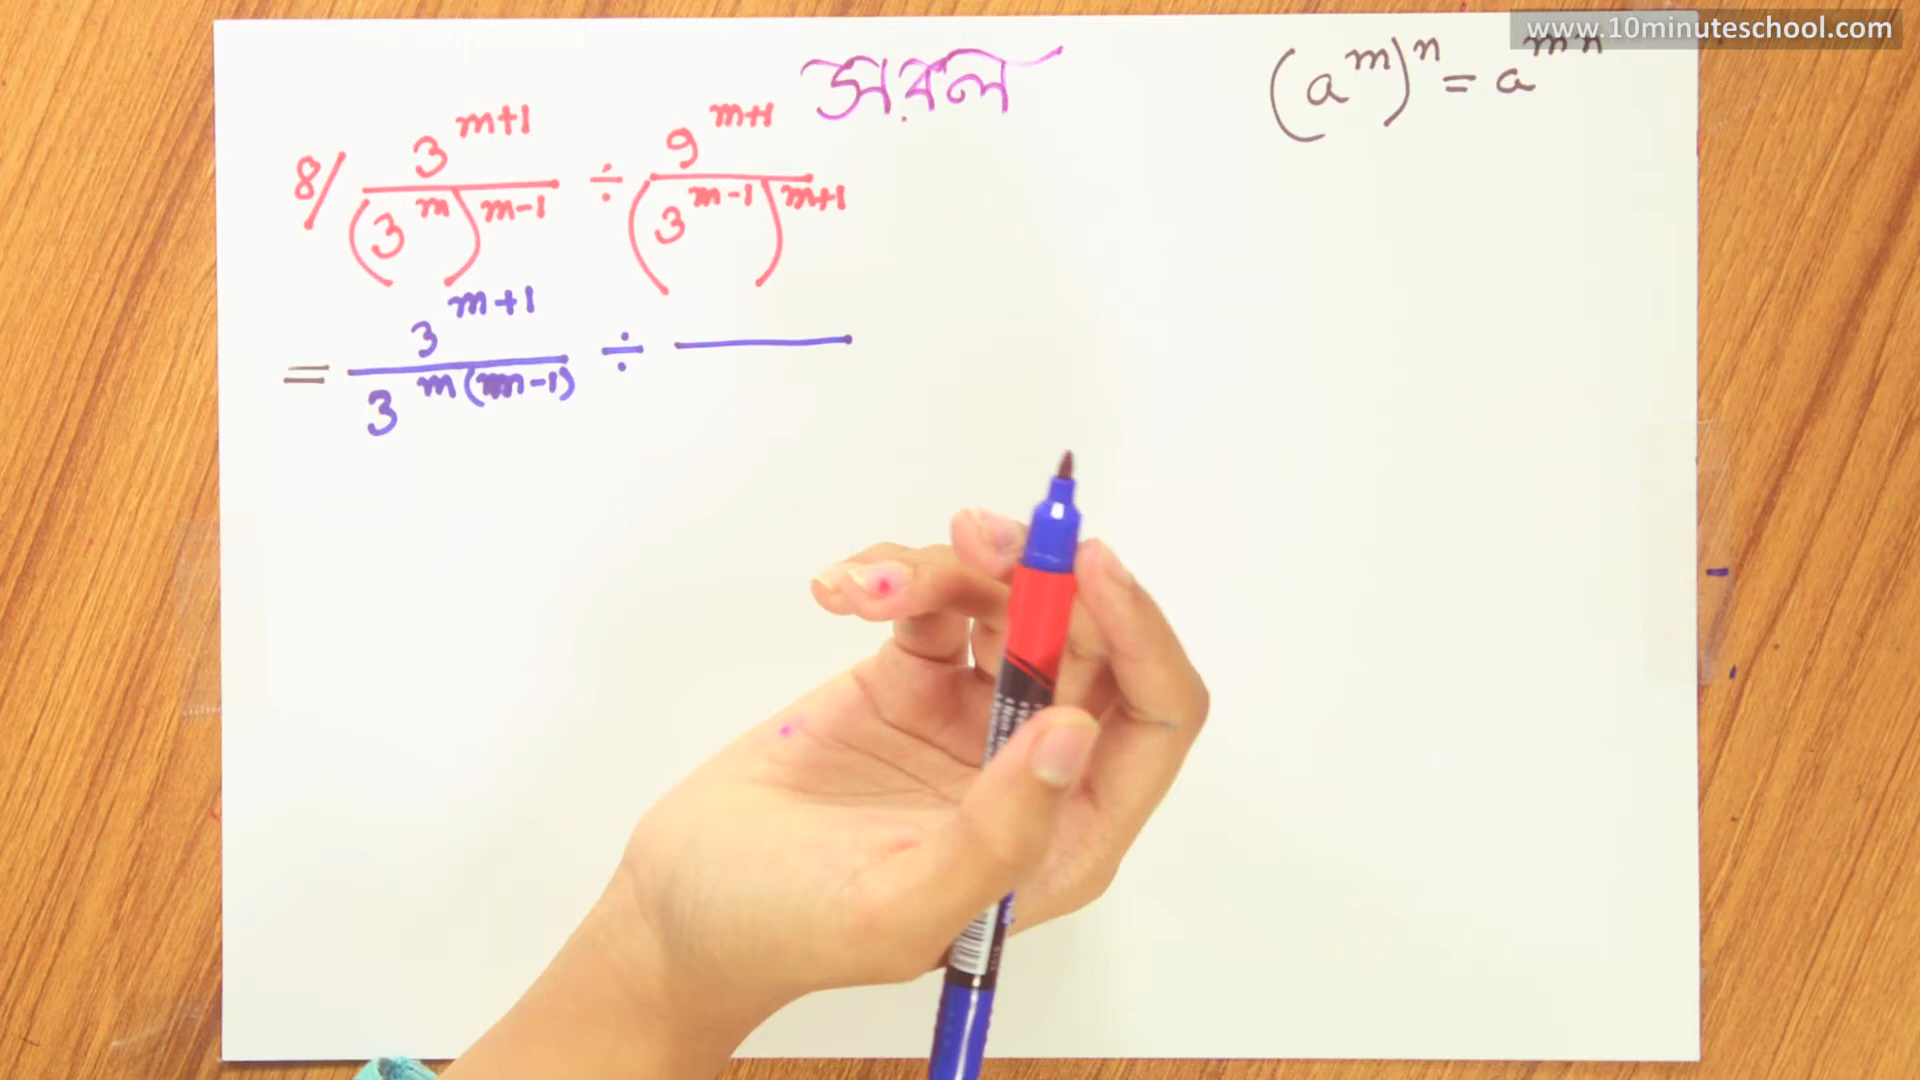 www.10minuteschool.com
সরল
(a^m)^n = a^mn
8/ 3^(m+1) / (3^m)^(m-1) ÷ 9^(m+1) / (3^(m-1))^(m+1)
= 3^(m+1) / 3^(m(m-1)) ÷